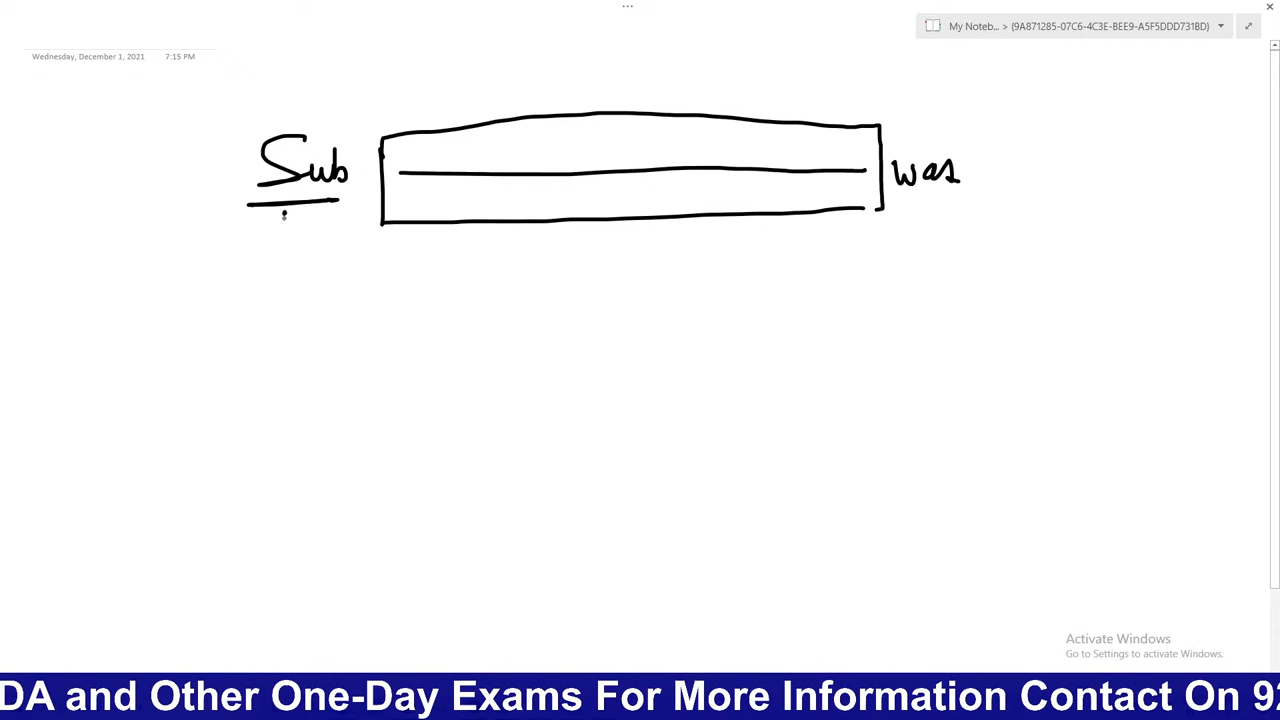 My Noteb... > {9A871285-07C6-4C3E-BEE9-A5F5DDD731BD}
Wednesday, December 1, 2021 7:15 PM
Sub was
Activate Windows
Go to Settings to activate Windows.
DA and Other One-Day Exams For More Information Contact On 92